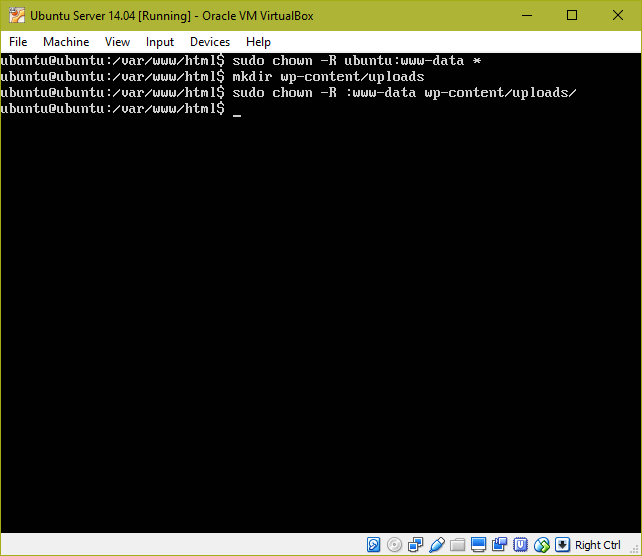 Ubuntu Server 14.04 [Running] - Oracle VM VirtualBox
File Machine View Input Devices Help
ubuntu@ubuntu:/var/www/html$ sudo chown -R ubuntu:www-data *
ubuntu@ubuntu:/var/www/html$ mkdir wp-content/uploads
ubuntu@ubuntu:/var/www/html$ sudo chown -R :www-data wp-content/uploads/
ubuntu@ubuntu:/var/www/html$ _
Right Ctrl